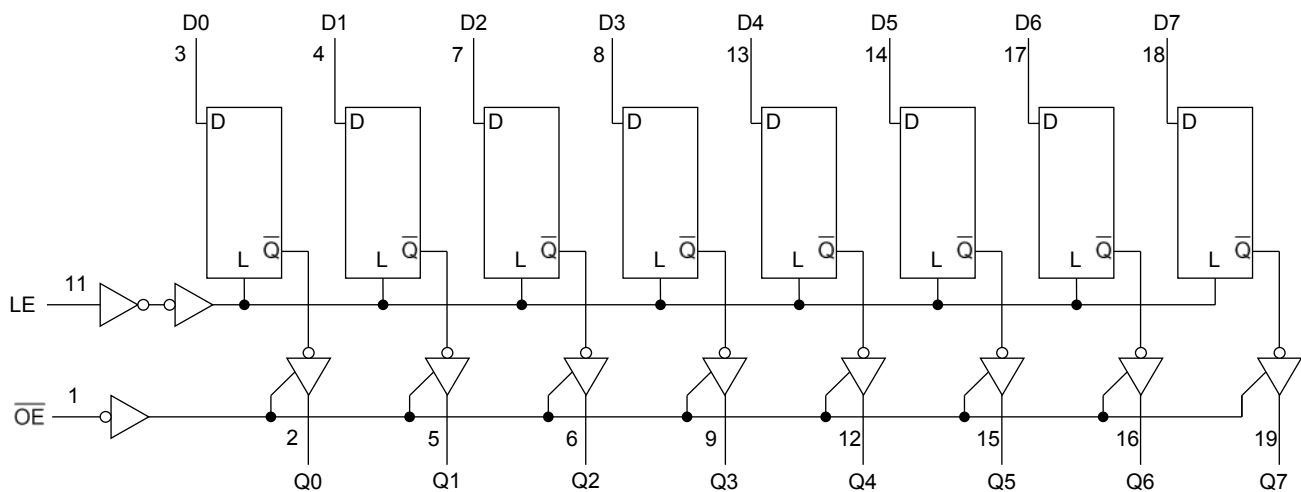 D0 D1 D2 D3 D4 D5 D6 D7
3 4 7 8 13 14 17 18
D D D D D D D D
Q̅ Q̅ Q̅ Q̅ Q̅ Q̅ Q̅ Q̅
L L L L L L L L
11
LE
1
O̅E̅
2 5 6 9 12 15 16 19
Q0 Q1 Q2 Q3 Q4 Q5 Q6 Q7